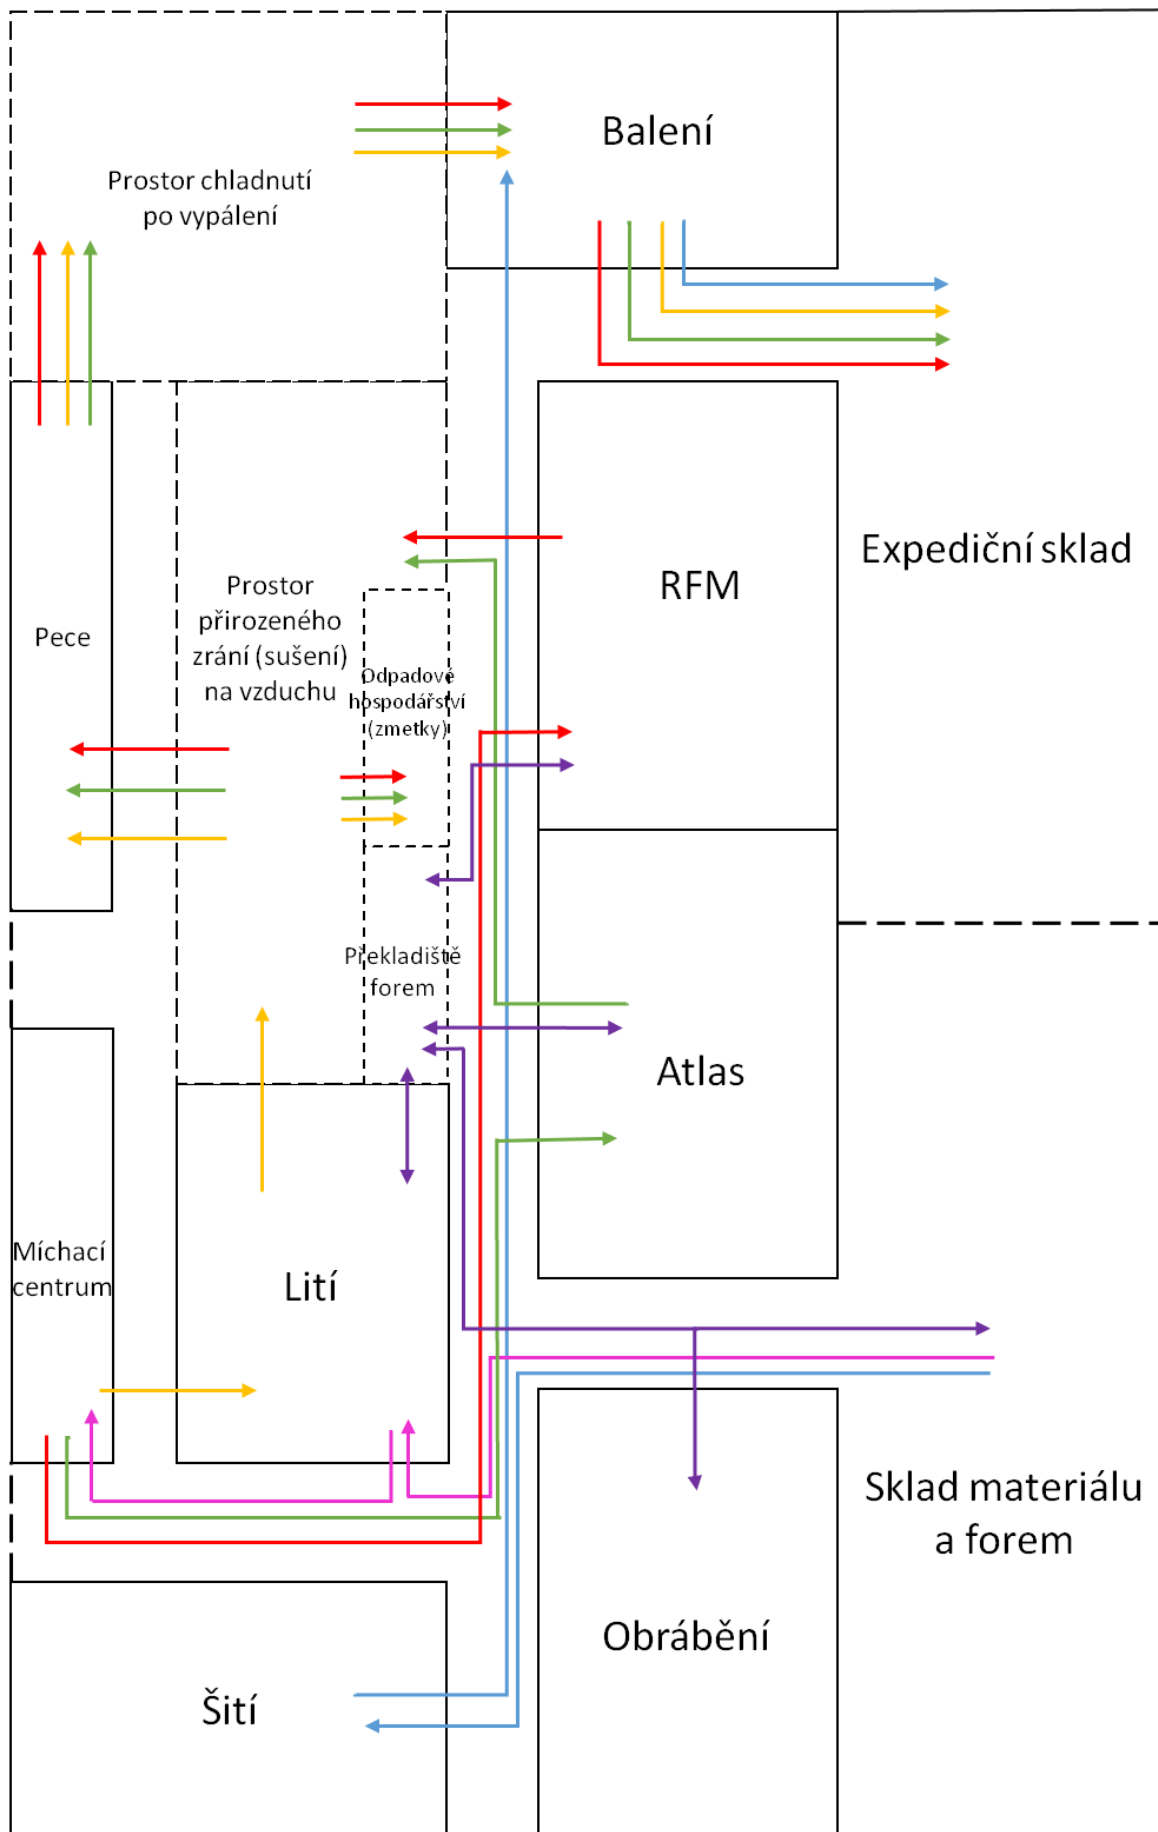 Balení
Prostor chladnutí
po vypálení
Expediční sklad
RFM
Prostor
přirozeného
zrání (sušení)
na vzduchu
Pece
Odpadové
hospodářství
(zmetky)
Překladiště
forem
Atlas
Míchací
centrum
Lití
Sklad materiálu
a forem
Obrábění
Šití